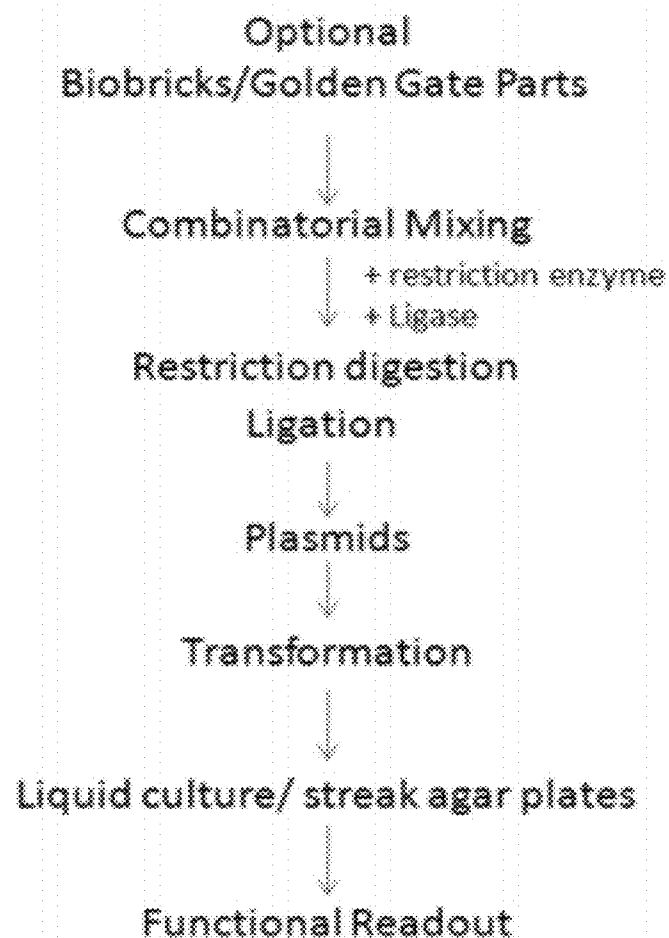 Optional
Biobricks/Golden Gate Parts
Combinatorial Mixing
+ restriction enzyme
+ Ligase
Restriction digestion
Ligation
Plasmids
Transformation
Liquid culture/ streak agar plates
Functional Readout